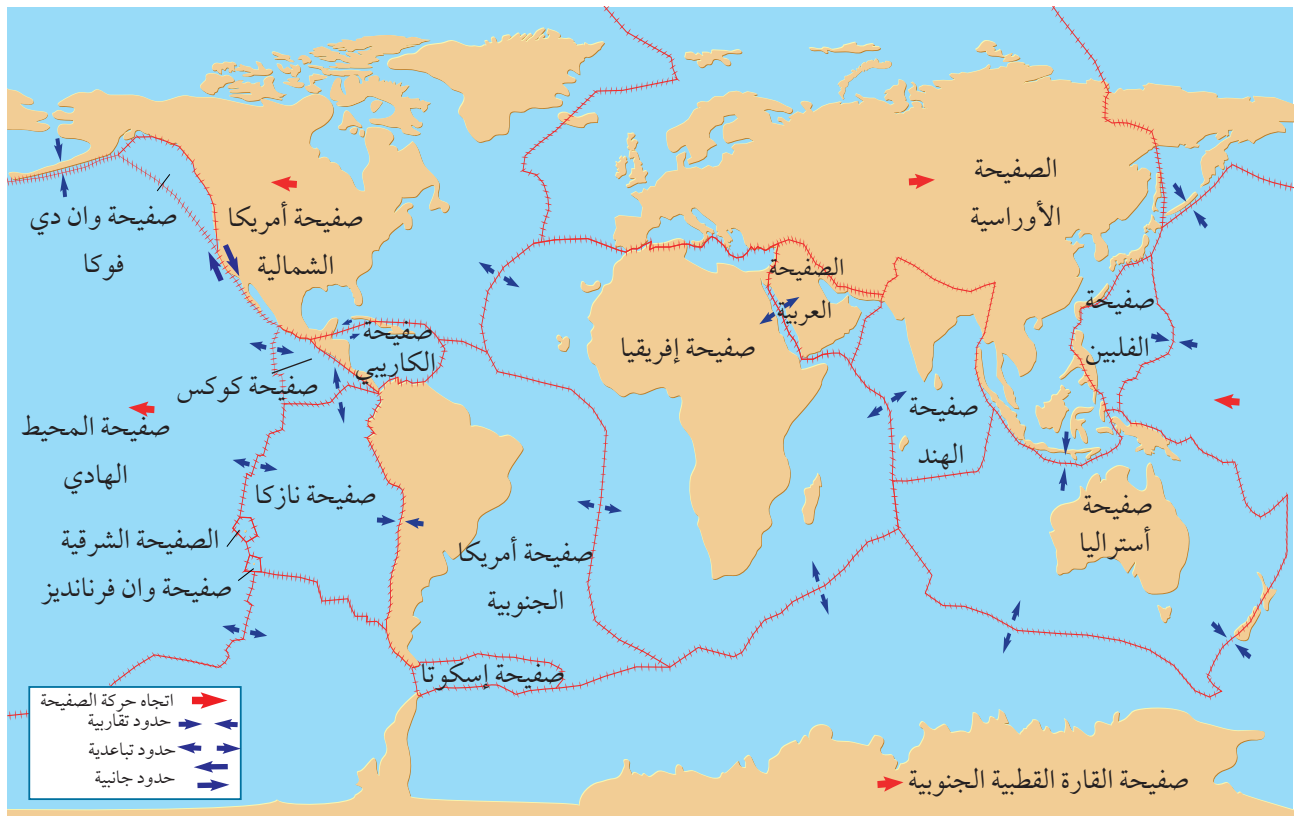 الصفيحة
الأوراسية
صفيحة أمريكا
الشمالية
صفيحة وان دي
فوكا
الصفيحة
العربية
صفيحة
الفلبين
صفيحة
الكاريبي
صفيحة إفريقيا
صفيحة كوكس
صفيحة
الهند
صفيحة المحيط
الهادي
صفيحة نازكا
صفيحة
أستراليا
الصفيحة الشرقية
صفيحة أمريكا
الجنوبية
صفيحة وان فرنانديز
صفيحة إسكوتا
صفيحة القارة القطبية الجنوبية
اتجاه حركة الصفيحة
حدود تقاربية
حدود تباعدية
حدود جانبية